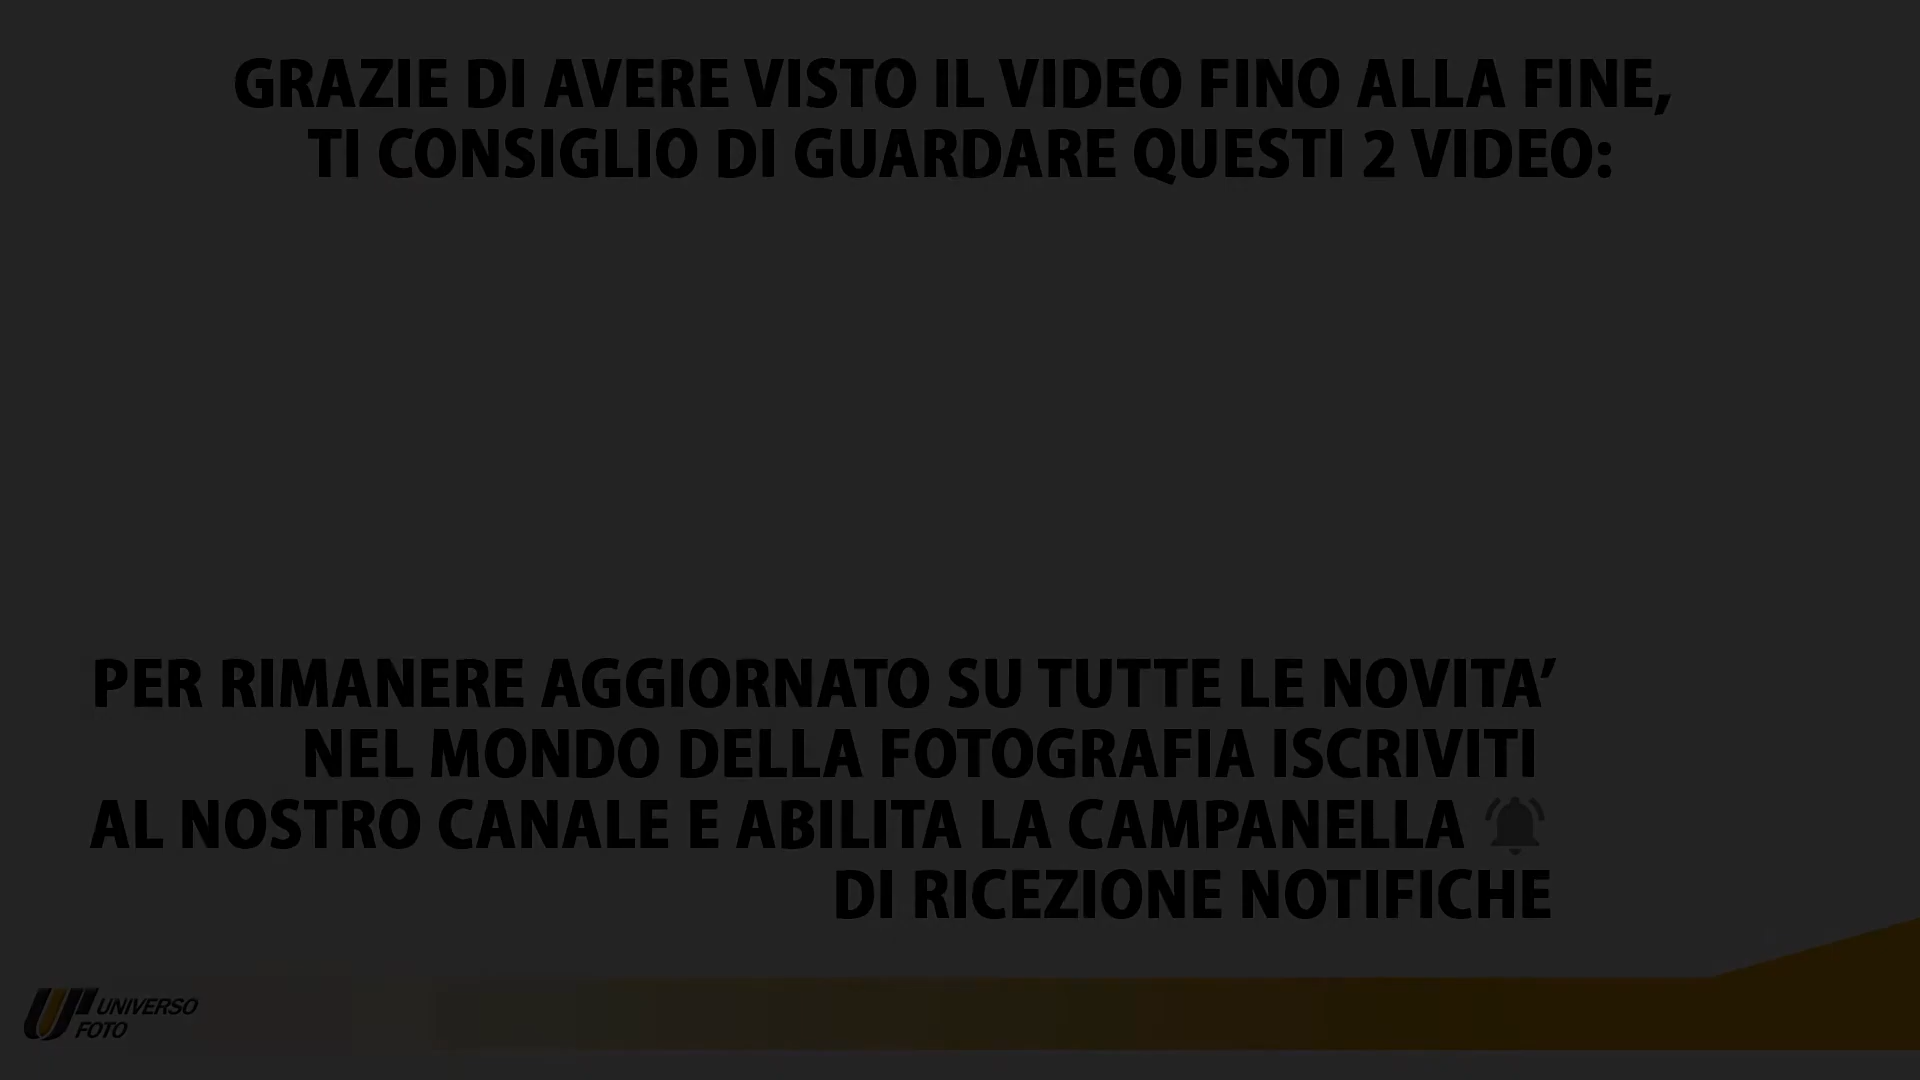 GRAZIE DI AVERE VISTO IL VIDEO FINO ALLA FINE,
TI CONSIGLIO DI GUARDARE QUESTI 2 VIDEO:
PER RIMANERE AGGIORNATO SU TUTTE LE NOVITA’
NEL MONDO DELLA FOTOGRAFIA ISCRIVITI
AL NOSTRO CANALE E ABILITA LA CAMPANELLA
DI RICEZIONE NOTIFICHE
UNIVERSO
FOTO